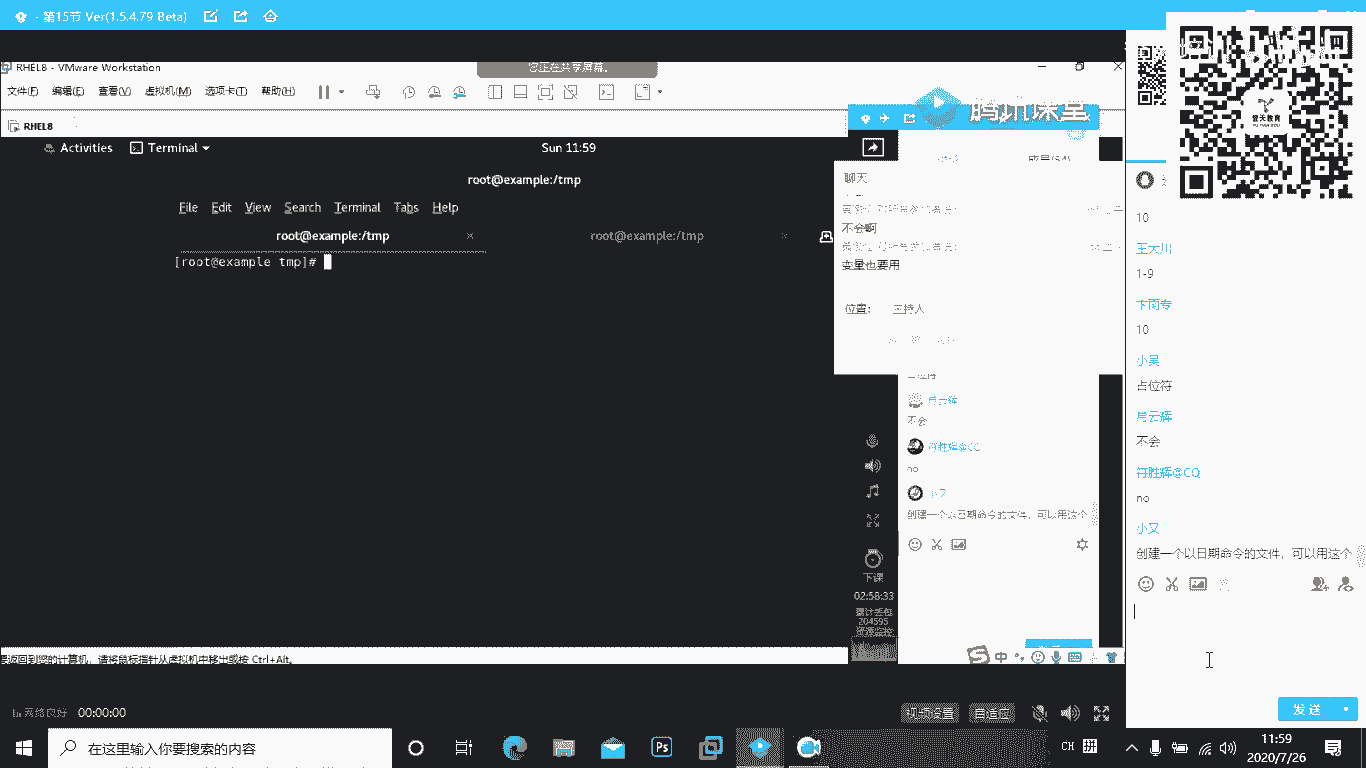 · 第15节 Ver(1.5.4.79 Beta)
RHEL8 - VMware Workstation
您正在共享屏幕。
文件(F) 编辑(E) 查看(V) 虚拟机(M) 选项卡(T) 帮助(H)
RHEL8
腾讯课堂
Activities
Terminal
Sun 11:59
root@example:/tmp
File Edit View Search Terminal Tabs Help
root@example:/tmp ×
root@example:/tmp ×
[root@example tmp]#
聊天
不会啊
变量也要用
位置: 主持人
肖云辉
不会
符胜辉@CQ
no
小又
创建一个以日期命令的文件，可以用这个
下课
02:58:33
累计丢包
204595
资源监控
要返回到您的计算机，请将鼠标指针从虚拟机中移出或按 Ctrl+Alt。
中
誉天教育
10
王大川
1-9
10
小吴
占位符
肖云辉
不会
符胜辉@CQ
no
小又
创建一个以日期命令的文件，可以用这个
发送
网络良好 00:00:00
视频设置
自适应
在这里输入你要搜索的内容
Ps
CH 拼
11:59
2020/7/26